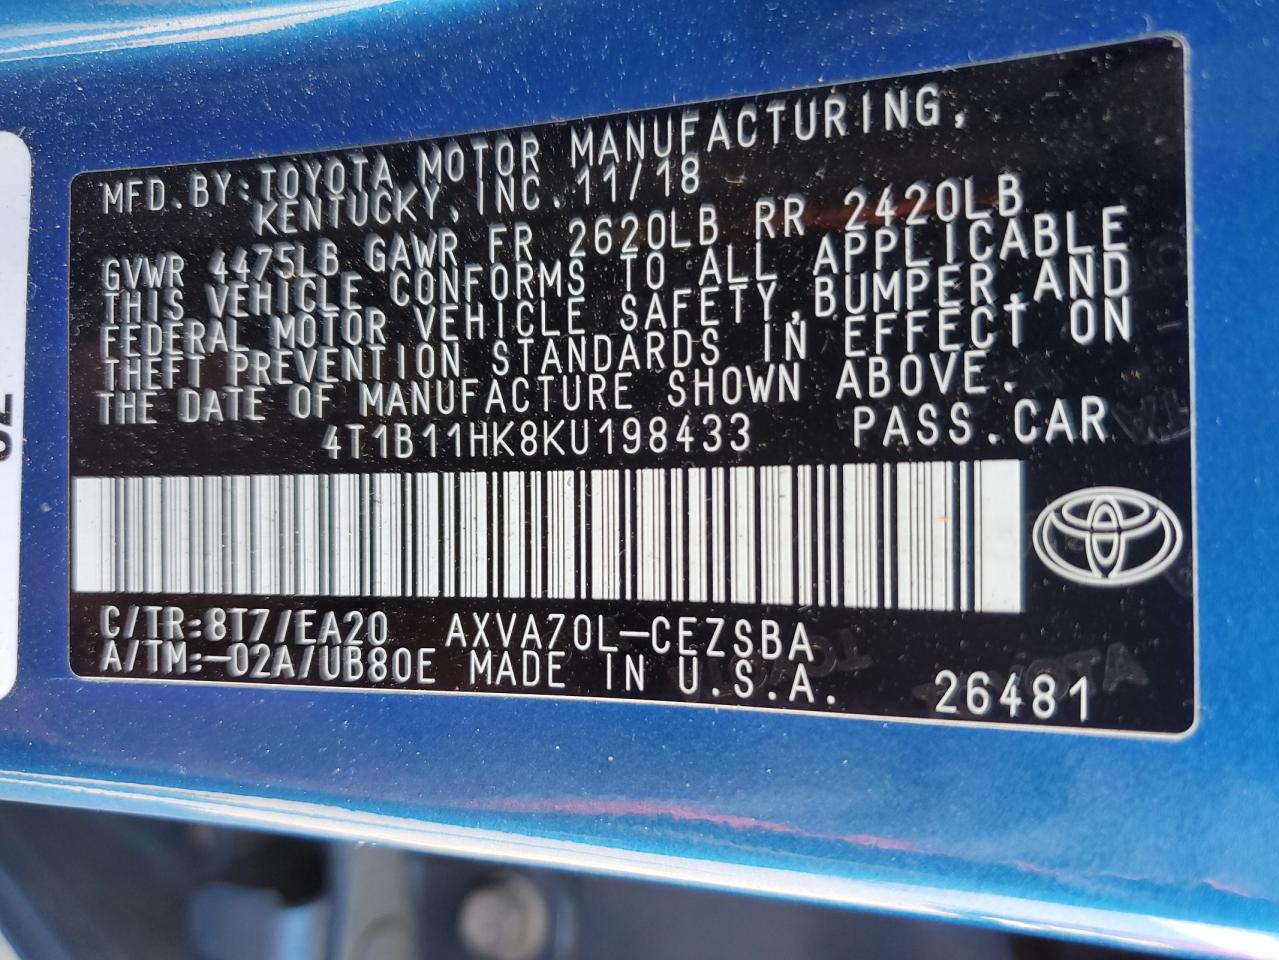 MFD.BY:TOYOTA MOTOR MANUFACTURING,
KENTUCKY, INC. 11/18
GVWR 4475LB GAWR FR 2620LB RR 2420LB
THIS VEHICLE CONFORMS TO ALL APPLICABLE
FEDERAL MOTOR VEHICLE SAFETY,BUMPER,AND
THEFT PREVENTION STANDARDS IN EFFECT ON
THE DATE OF MANUFACTURE SHOWN ABOVE.
4T1B11HK8KU198433 PASS.CAR
C/TR:8T7/EA20 AXVA70L-CEZSBA
A/TM:-02A/UB80E MADE IN U.S.A. 26481